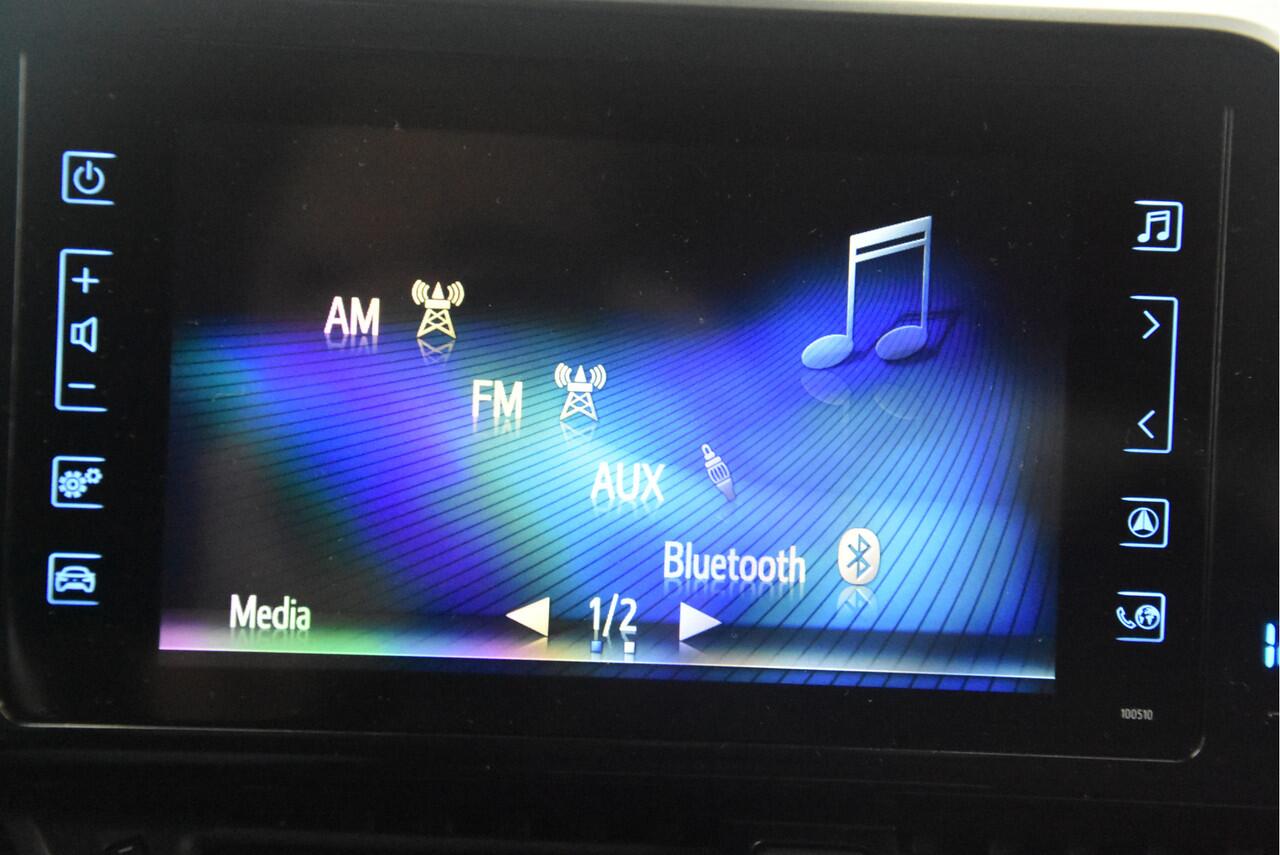 AM
FM
AUX
Bluetooth
Media
1/2
100510